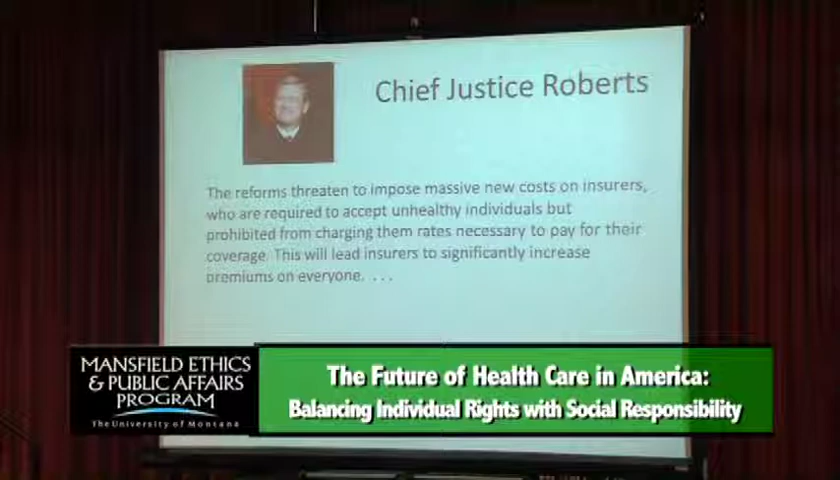 Chief Justice Roberts
The reforms threaten to impose massive new costs on insurers,
who are required to accept unhealthy individuals but
prohibited from charging them rates necessary to pay for their
coverage. This will lead insurers to significantly increase
premiums on everyone. . . .
MANSFIELD ETHICS
& PUBLIC AFFAIRS
PROGRAM
The University of Montana
The Future of Health Care in America:
Balancing Individual Rights with Social Responsibility